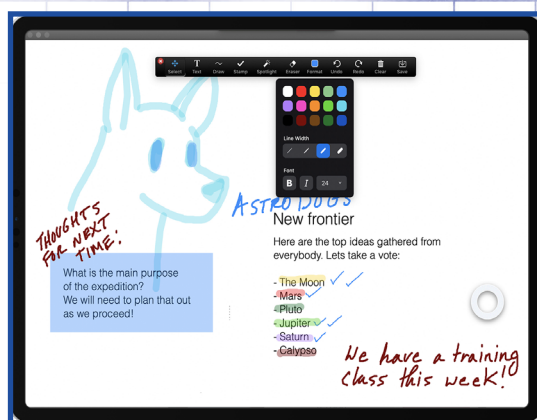 Select Text Draw Stamp Spotlight Eraser Format Undo Redo Clear Save
Line Width
Font
B I 24
ASTRO DOGS
New frontier
Here are the top ideas gathered from
everybody. Lets take a vote:
- The Moon
- Mars
- Pluto
- Jupiter
- Saturn
- Calypso
THOUGHTS
FOR NEXT
TIME!
What is the main purpose
of the expedition?
We will need to plan that out
as we proceed!
We have a training
class this week!